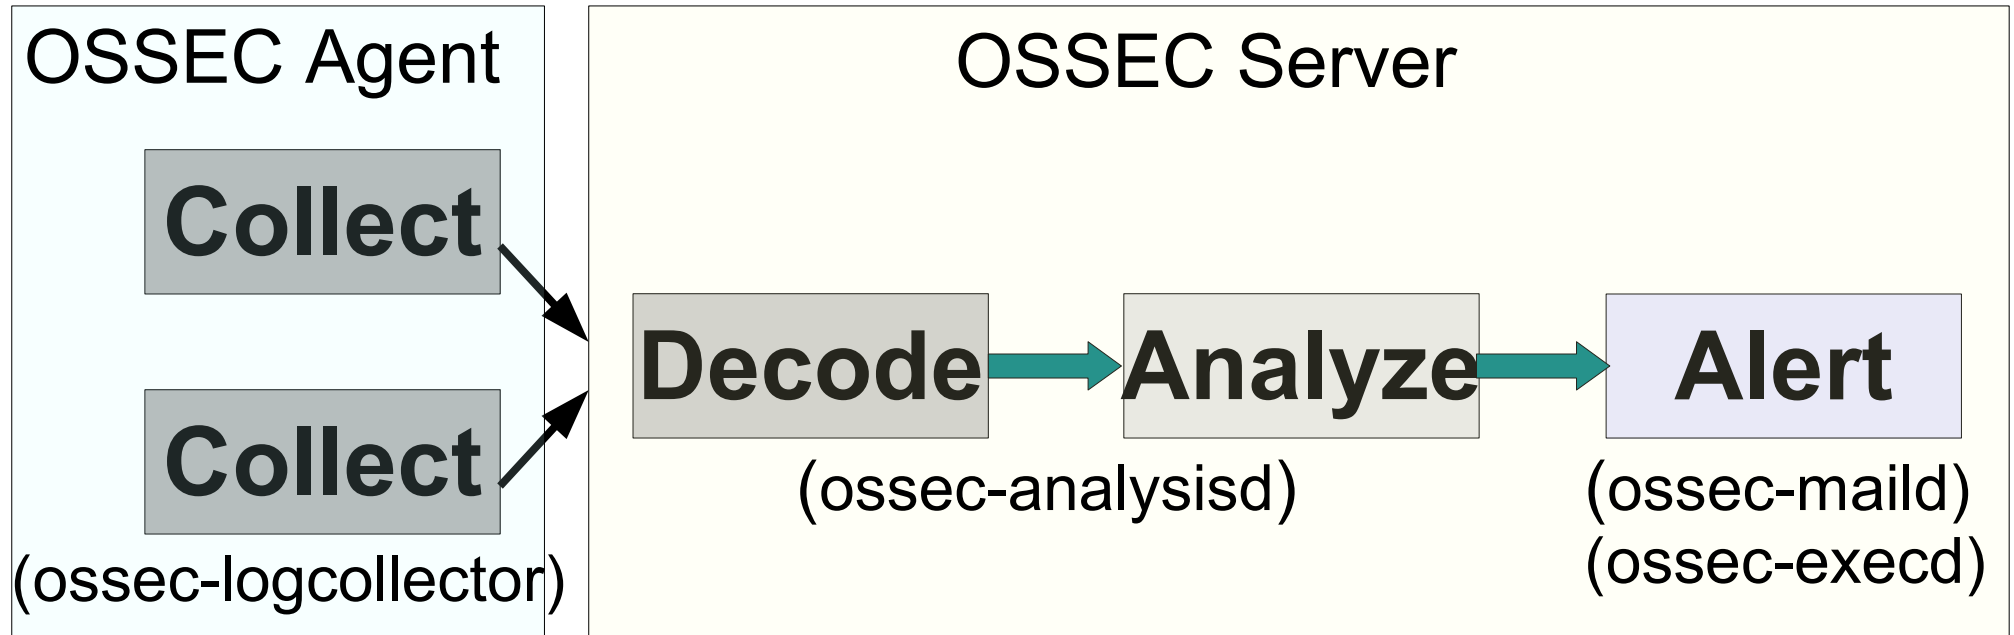 OSSEC Agent
OSSEC Server
Collect
Collect
(ossec-logcollector)
Decode
Analyze
Alert
(ossec-analysisd)
(ossec-maild)
(ossec-execd)